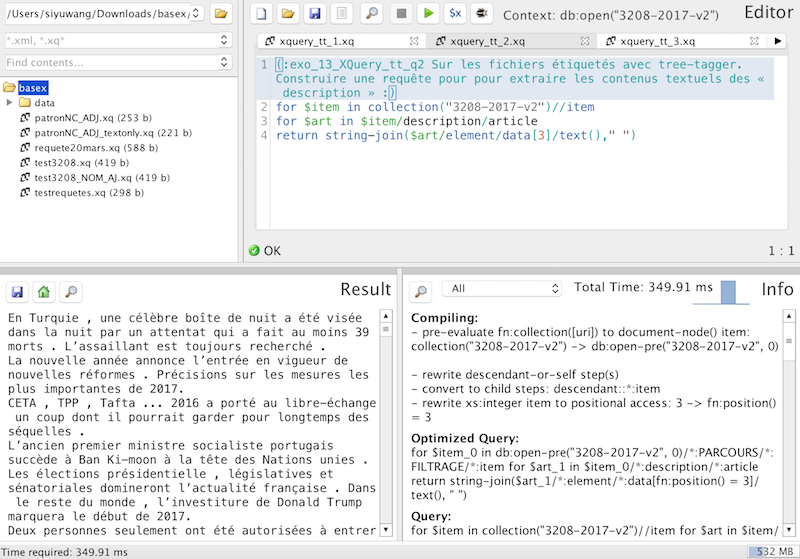 /Users/siyuwang/Downloads/basex/
*.xml, *.xq*
Find contents...
basex
data
patronNC_ADJ.xq (253 b)
patronNC_ADJ_textonly.xq (221 b)
requete20mars.xq (588 b)
test3208.xq (419 b)
test3208_NOM_AJ.xq (419 b)
testrequetes.xq (298 b)
$x
Context: db:open("3208-2017-v2")
Editor
xquery_tt_1.xq
xquery_tt_2.xq
xquery_tt_3.xq
1 (:exo_13_XQuery_tt_q2 Sur les fichiers étiquetés avec tree-tagger.
Construire une requête pour pour extraire les contenus textuels des «
description » :)
2 for $item in collection("3208-2017-v2")//item
3 for $art in $item/description/article
4 return string-join($art/element/data[3]/text()," ")
OK
1 : 1
Result
En Turquie , une célèbre boîte de nuit a été visée
dans la nuit par un attentat qui a fait au moins 39
morts . L’assaillant est toujours recherché .
La nouvelle année annonce l’entrée en vigueur de
nouvelles réformes . Précisions sur les mesures les
plus importantes de 2017.
CETA , TPP , Tafta ... 2016 a porté au libre-échange
un coup dont il pourrait garder pour longtemps des
séquelles .
L’ancien premier ministre socialiste portugais
succède à Ban Ki-moon à la tête des Nations unies .
Les élections présidentielle , législatives et
sénatoriales domineront l’actualité française . Dans
le reste du monde , l’investiture de Donald Trump
marquera le début de 2017.
Deux personnes seulement ont été autorisées à entrer
All
Total Time: 349.91 ms
Info
Compiling:
- pre-evaluate fn:collection([uri]) to document-node() item:
collection("3208-2017-v2") -> db:open-pre("3208-2017-v2", 0)
- rewrite descendant-or-self step(s)
- convert to child steps: descendant::*:item
- rewrite xs:integer item to positional access: 3 -> fn:position()
= 3
Optimized Query:
for $item_0 in db:open-pre("3208-2017-v2", 0)/*:PARCOURS/*:
FILTRAGE/*:item for $art_1 in $item_0/*:description/*:article
return string-join($art_1/*:element/*:data[fn:position() = 3]/
text(), " ")
Query:
for $item in collection("3208-2017-v2")//item for $art in $item/
Time required: 349.91 ms
532 MB